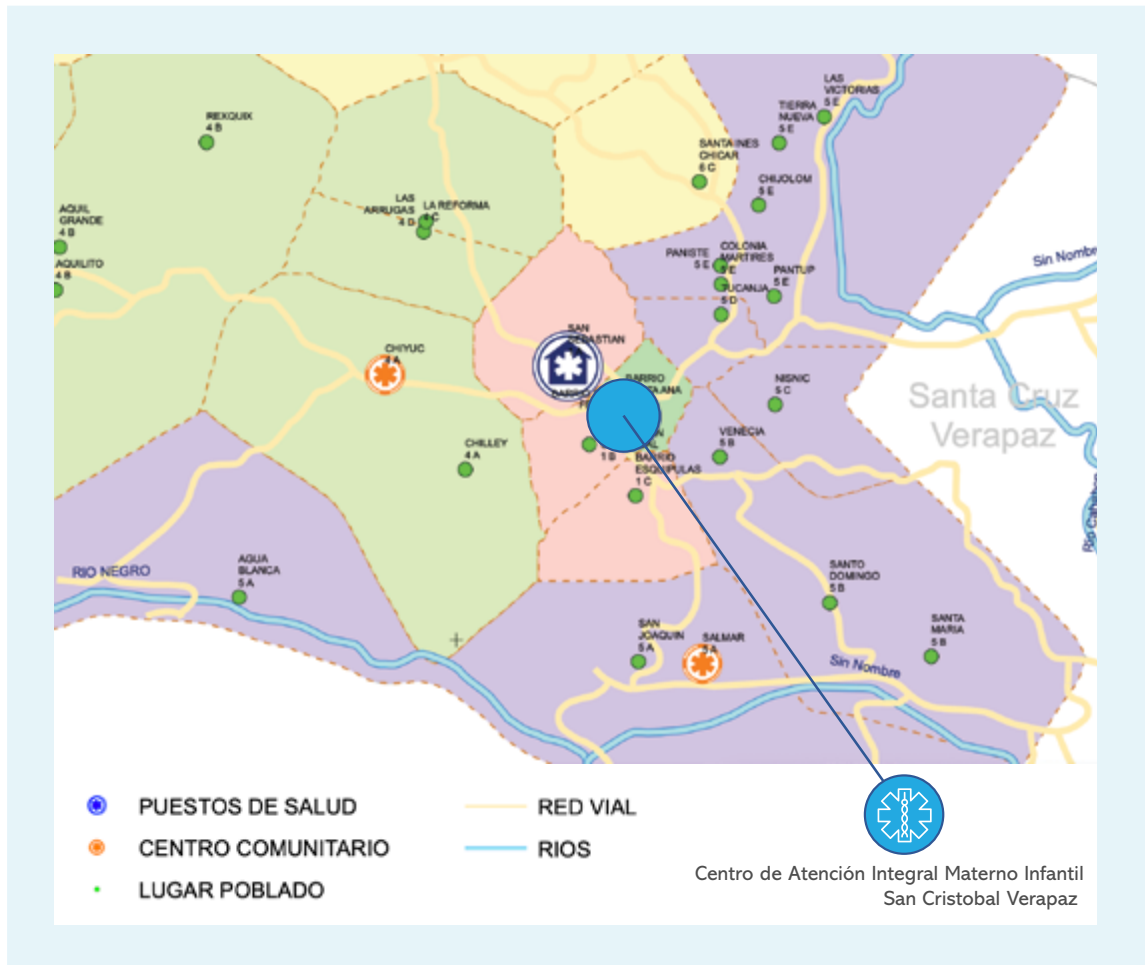 LAS
VICTORIAS
5 E
TIERRA
NUEVA
5 E
REXQUIX
4 B
SANTA INES
CHICAR
6 C
CHIJOLOM
5 E
LAS
ARRUGAS
4 D
LA REFORMA
4 C
AQUIL
GRANDE
4 B
AQUILITO
4 B
PANISTE
5 E
COLONIA
MARTIRES
5 E
PANTUP
5 E
TUCANJA
5 D
Sin Nombre
SAN
SEBASTIAN
CHIYUC
4 A
BARRIO
NISNIC
5 C
Santa Cruz
Verapaz
CHILLEY
4 A
1 B
BARRIO
ESQUIPULAS
1 C
VENECIA
5 B
RIO NEGRO
AGUA
BLANCA
5 A
SANTO
DOMINGO
5 B
SAN
JOAQUIN
5 A
SALMAR
5 A
SANTA
MARIA
5 B
Sin Nombre
PUESTOS DE SALUD
CENTRO COMUNITARIO
LUGAR POBLADO
RED VIAL
RIOS
Centro de Atención Integral Materno Infantil
San Cristobal Verapaz